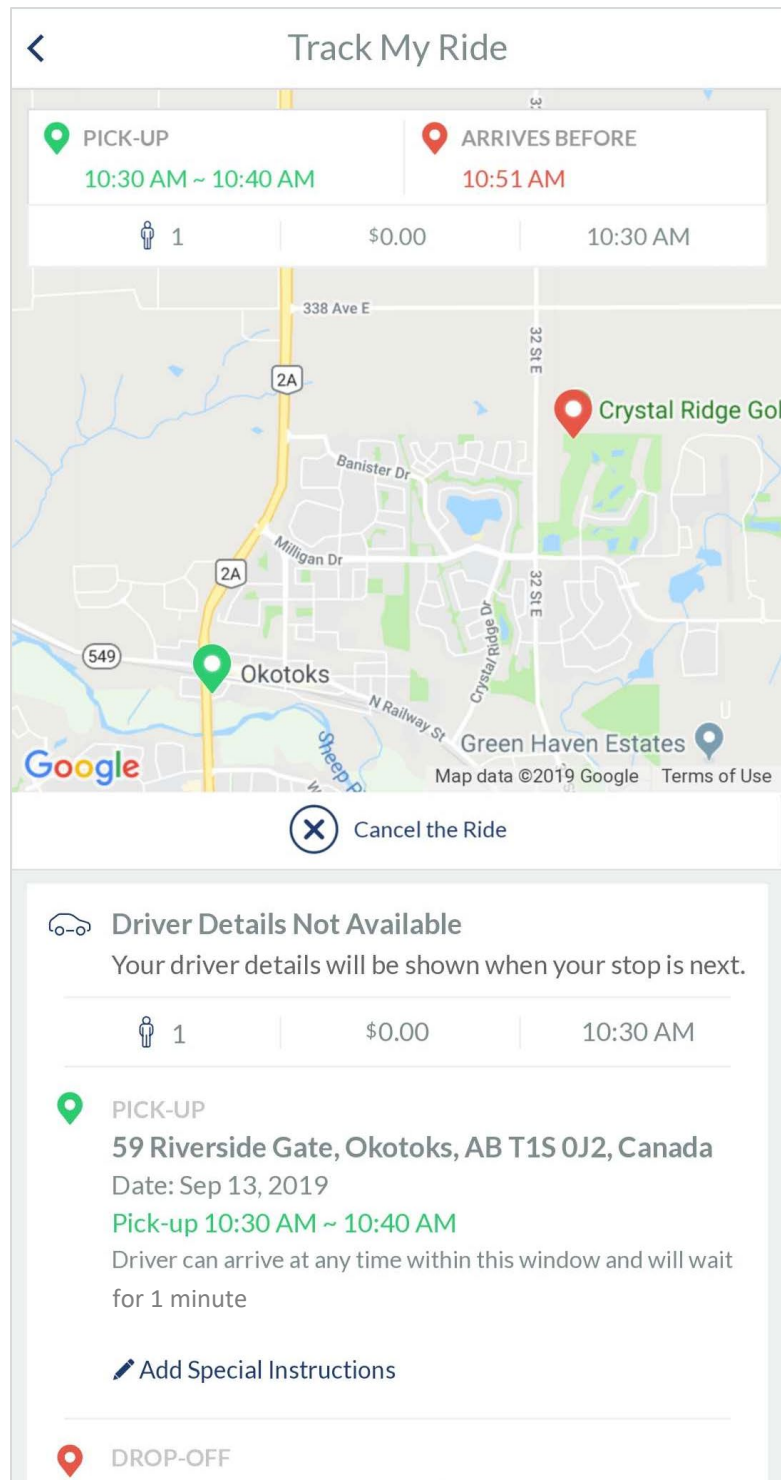 Track My Ride
PICK-UP
10:30 AM ~ 10:40 AM
ARRIVES BEFORE
10:51 AM
1
$0.00
10:30 AM
338 Ave E
32 St E
2A
Crystal Ridge Gol
Banister Dr
Milligan Dr
2A
32 St E
Crystal Ridge Dr
549
Okotoks
N Railway St
Sheep
Green Haven Estates
Google
Map data ©2019 Google
Terms of Use
Cancel the Ride
Driver Details Not Available
Your driver details will be shown when your stop is next.
1
$0.00
10:30 AM
PICK-UP
59 Riverside Gate, Okotoks, AB T1S 0J2, Canada
Date: Sep 13, 2019
Pick-up 10:30 AM ~ 10:40 AM
Driver can arrive at any time within this window and will wait
for 1 minute
Add Special Instructions
DROP-OFF